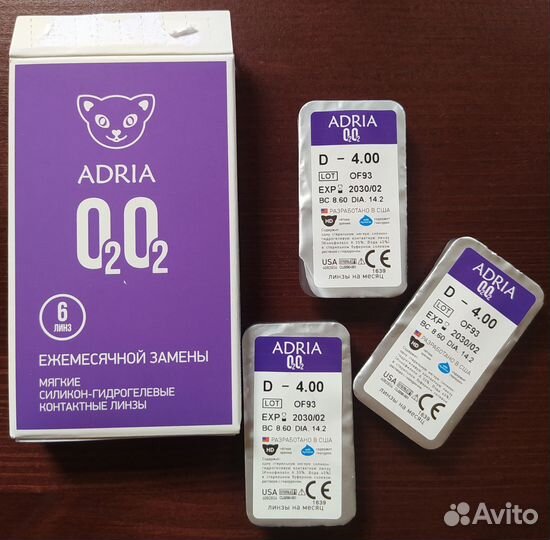 ADRIA
O2O2
6
ЛИНЗ
ЕЖЕМЕСЯЧНОЙ ЗАМЕНЫ
МЯГКИЕ
СИЛИКОН-ГИДРОГЕЛЕВЫЕ
КОНТАКТНЫЕ ЛИНЗЫ
ADRIA
O2O2
D - 4.00
LOT OF93
EXP 2030/02
BC 8.60 DIA. 14.2
РАЗРАБОТАНО В США
HD
USA
CE
1639
ЛИНЗЫ НА МЕСЯЦ
ADRIA
O2O2
D - 4.00
LOT OF93
EXP 2030/02
BC 8.60 DIA. 14.2
РАЗРАБОТАНО В США
HD
USA
CE
1639
ЛИНЗЫ НА МЕСЯЦ
ADRIA
O2O2
D - 4.00
LOT OF93
EXP 2030/02
BC 8.60 DIA. 14.2
РАЗРАБОТАНО В США
HD
USA
CE
1639
ЛИНЗЫ НА МЕСЯЦ
Avito